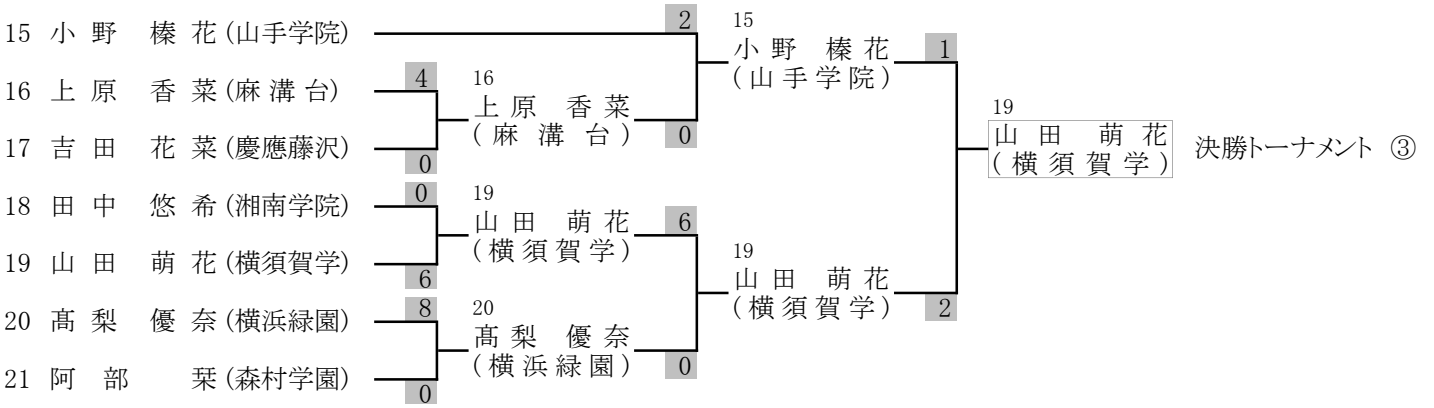 15 小野 榛花(山手学院)
2
16 上原 香菜(麻溝台)
4
17 吉田 花菜(慶應藤沢)
0
18 田中 悠希(湘南学院)
0
19 山田 萌花(横須賀学)
6
20 髙梨 優奈(横浜緑園)
8
21 阿部 栞(森村学園)
0
16
上原 香菜
(麻溝台)
0
19
山田 萌花
(横須賀学)
6
20
髙梨 優奈
(横浜緑園)
0
15
小野 榛花
(山手学院)
1
19
山田 萌花
(横須賀学)
2
19
山田 萌花
(横須賀学)
決勝トーナメント ③